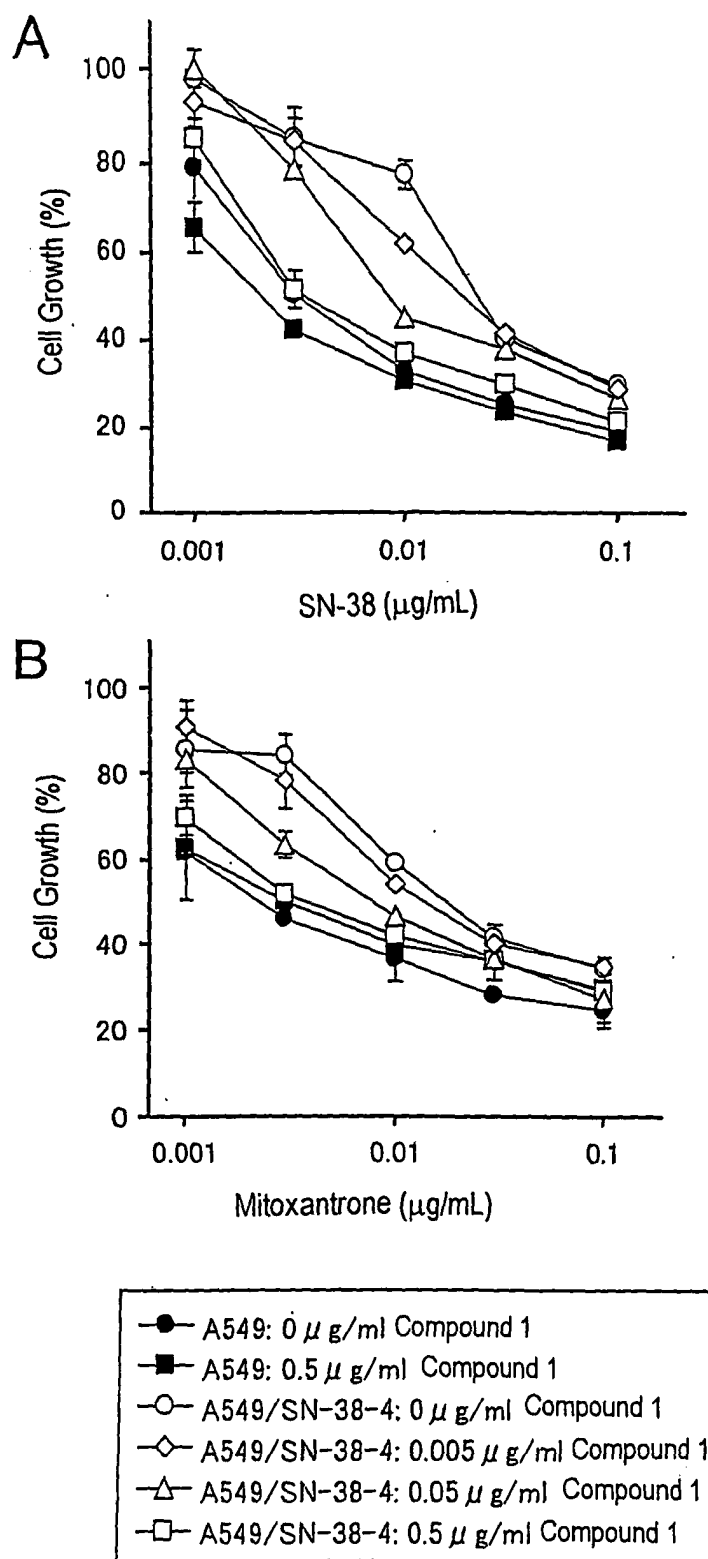 A
100
80
60
40
20
0
Cell Growth (%)
0.001 0.01 0.1
SN-38 (μg/mL)
B
100
80
60
40
20
0
Cell Growth (%)
0.001 0.01 0.1
Mitoxantrone (μg/mL)
A549: 0 μ g/ml Compound 1
A549: 0.5 μ g/ml Compound 1
A549/SN-38-4: 0 μ g/ml Compound 1
A549/SN-38-4: 0.005 μ g/ml Compound 1
A549/SN-38-4: 0.05 μ g/ml Compound 1
A549/SN-38-4: 0.5 μ g/ml Compound 1